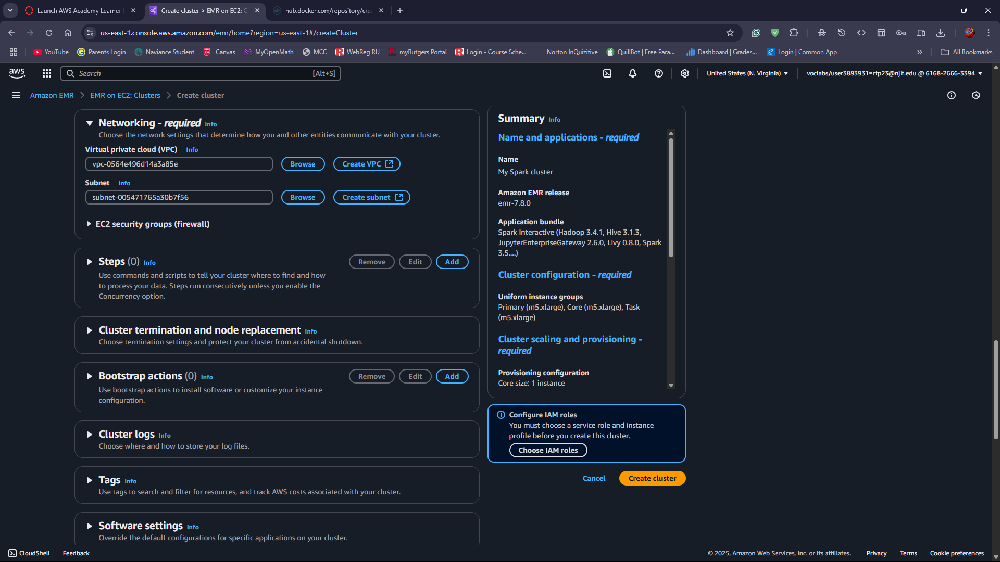 Launch AWS Academy Learner
Create cluster > EMR on EC2: C
hub.docker.com/repository/cre
us-east-1.console.aws.amazon.com/emr/home?region=us-east-1#/createCluster
YouTube
Parents Login
Naviance Student
Canvas
MyOpenMath
MCC
WebReg RU
myRutgers Portal
Login - Course Sche...
Norton InQuizitive
QuillBot | Free Para...
Dashboard | Grades...
Login | Common App
All Bookmarks
aws
Search
[Alt+S]
United States (N. Virginia)
voclabs/user3893931=rtp23@njit.edu @ 6168-2666-3394
Amazon EMR
EMR on EC2: Clusters
Create cluster
Networking - required Info
Choose the network settings that determine how you and other entities communicate with your cluster.
Virtual private cloud (VPC) Info
vpc-0564e496d14a3a85e
Browse
Create VPC
Subnet Info
subnet-005471765a30b7f56
Browse
Create subnet
EC2 security groups (firewall)
Steps (0) Info
Remove
Edit
Add
Use commands and scripts to tell your cluster where to find and how
to process your data. Steps run consecutively unless you enable the
Concurrency option.
Cluster termination and node replacement Info
Choose termination settings and protect your cluster from accidental shutdown.
Bootstrap actions (0) Info
Remove
Edit
Add
Use bootstrap actions to install software or customize your instance
configuration.
Cluster logs Info
Choose where and how to store your log files.
Tags Info
Use tags to search and filter for resources, and track AWS costs associated with your cluster.
Software settings Info
Override the default configurations for specific applications on your cluster.
Summary Info
Name and applications - required
Name
My Spark cluster
Amazon EMR release
emr-7.8.0
Application bundle
Spark Interactive (Hadoop 3.4.1, Hive 3.1.3,
JupyterEnterpriseGateway 2.6.0, Livy 0.8.0, Spark
3.5....)
Cluster configuration - required
Uniform instance groups
Primary (m5.xlarge), Core (m5.xlarge), Task
(m5.xlarge)
Cluster scaling and provisioning -
required
Provisioning configuration
Core size: 1 instance
Configure IAM roles
You must choose a service role and instance
profile before you create this cluster.
Choose IAM roles
Cancel
Create cluster
CloudShell
Feedback
© 2025, Amazon Web Services, Inc. or its affiliates.
Privacy
Terms
Cookie preferences